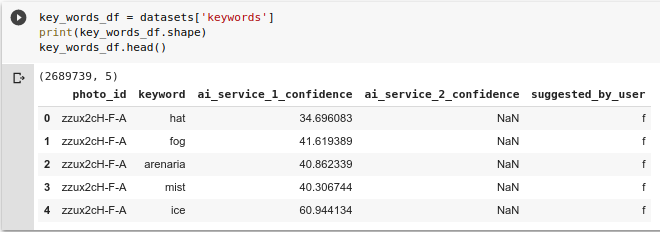 key_words_df = datasets['keywords']
print(key_words_df.shape)
key_words_df.head()
(2689739, 5)
photo_id keyword ai_service_1_confidence ai_service_2_confidence suggested_by_user
0 zzux2cH-F-A hat 34.696083 NaN f
1 zzux2cH-F-A fog 41.619389 NaN f
2 zzux2cH-F-A arenaria 40.862339 NaN f
3 zzux2cH-F-A mist 40.306744 NaN f
4 zzux2cH-F-A ice 60.944134 NaN f